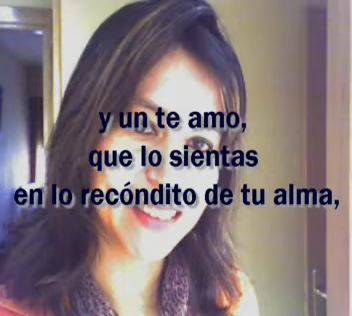 y un te amo,
que lo sientas
en lo recóndito de tu alma,